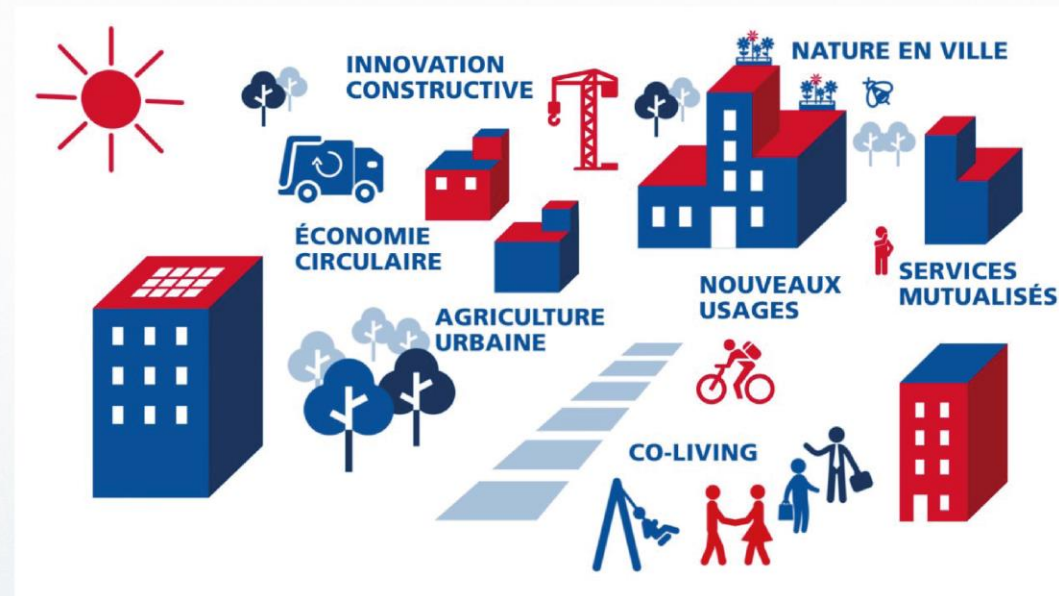 INNOVATION
CONSTRUCTIVE
NATURE EN VILLE
ÉCONOMIE
CIRCULAIRE
NOUVEAUX
USAGES
SERVICES
MUTUALISÉS
AGRICULTURE
URBAINE
CO-LIVING